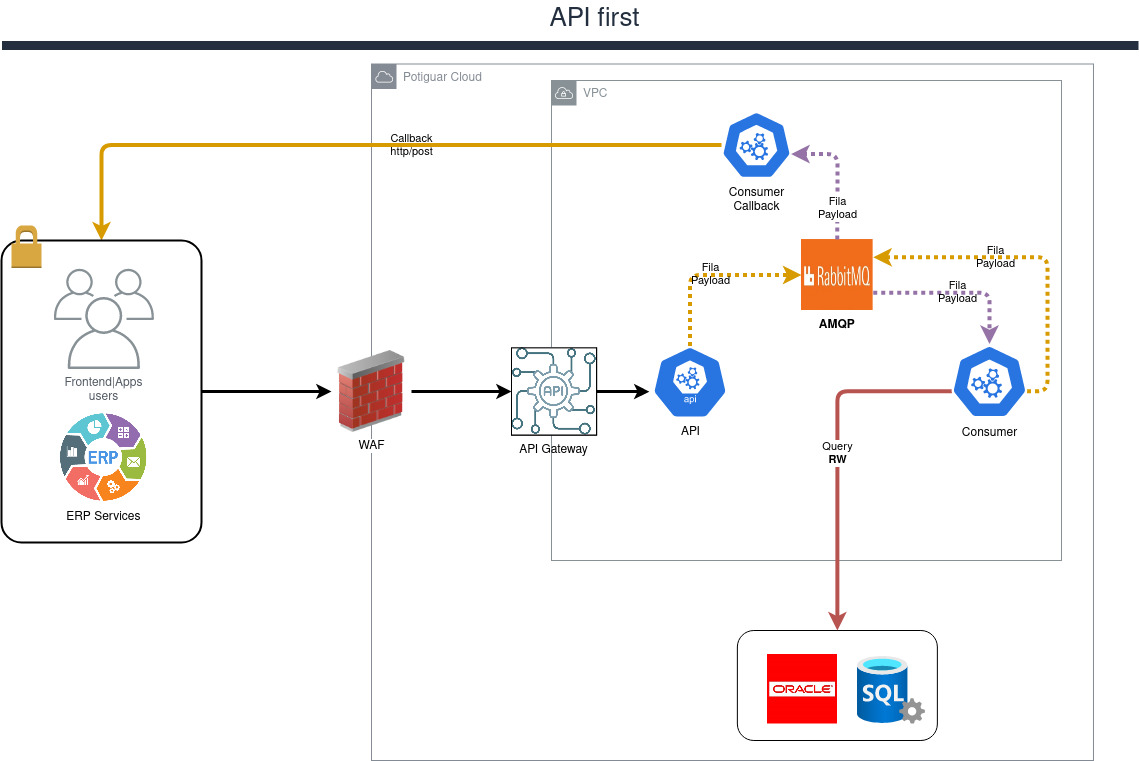 API first
Potiguar Cloud
VPC
Callback
http/post
Consumer
Callback
Fila
Payload
Fila
Payload
Fila
Payload
RabbitMQ
Fila
Payload
AMQP
Frontend|Apps
users
ERP
ERP Services
WAF
API
API Gateway
api
API
Consumer
Query
RW
ORACLE
SQL